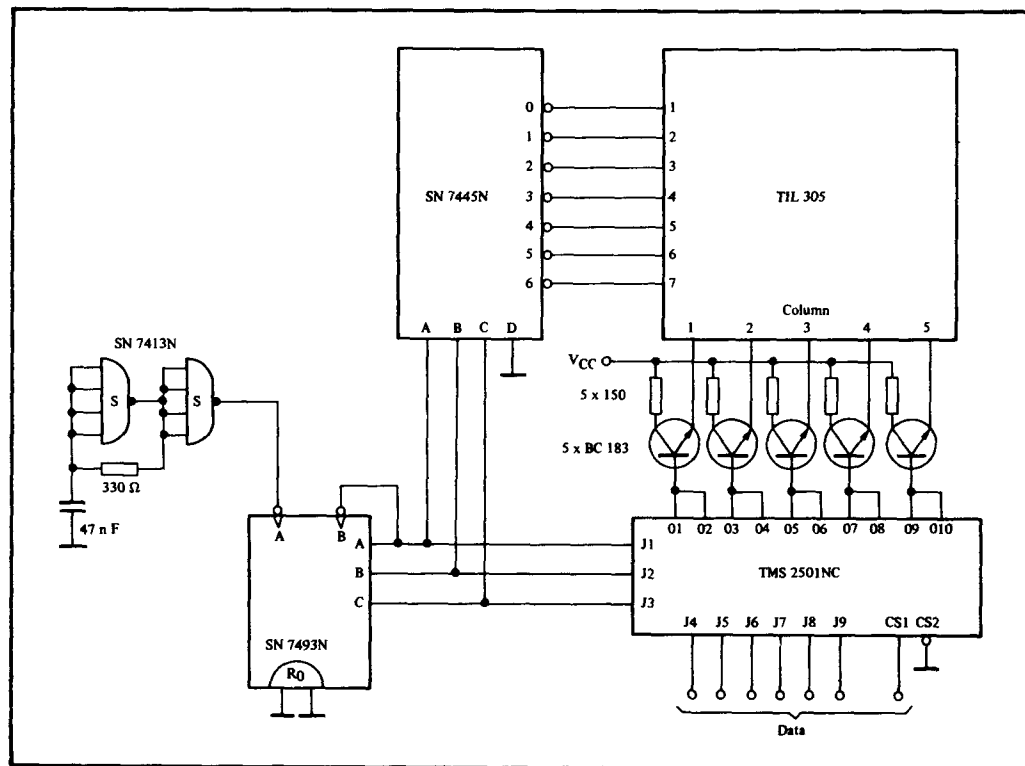 SN 7445N
0
1
2
3
4
5
6
A B C D
TIL 305
1
2
3
4
5
6
7
Column
1 2 3 4 5
VCC
5 x 150
5 x BC 183
SN 7413N
S S
330 Ω
47 n F
A B
A
B
C
SN 7493N
R0
01 02 03 04 05 06 07 08 09 010
J1
J2
J3
TMS 2501NC
J4 J5 J6 J7 J8 J9 CS1 CS2
Data